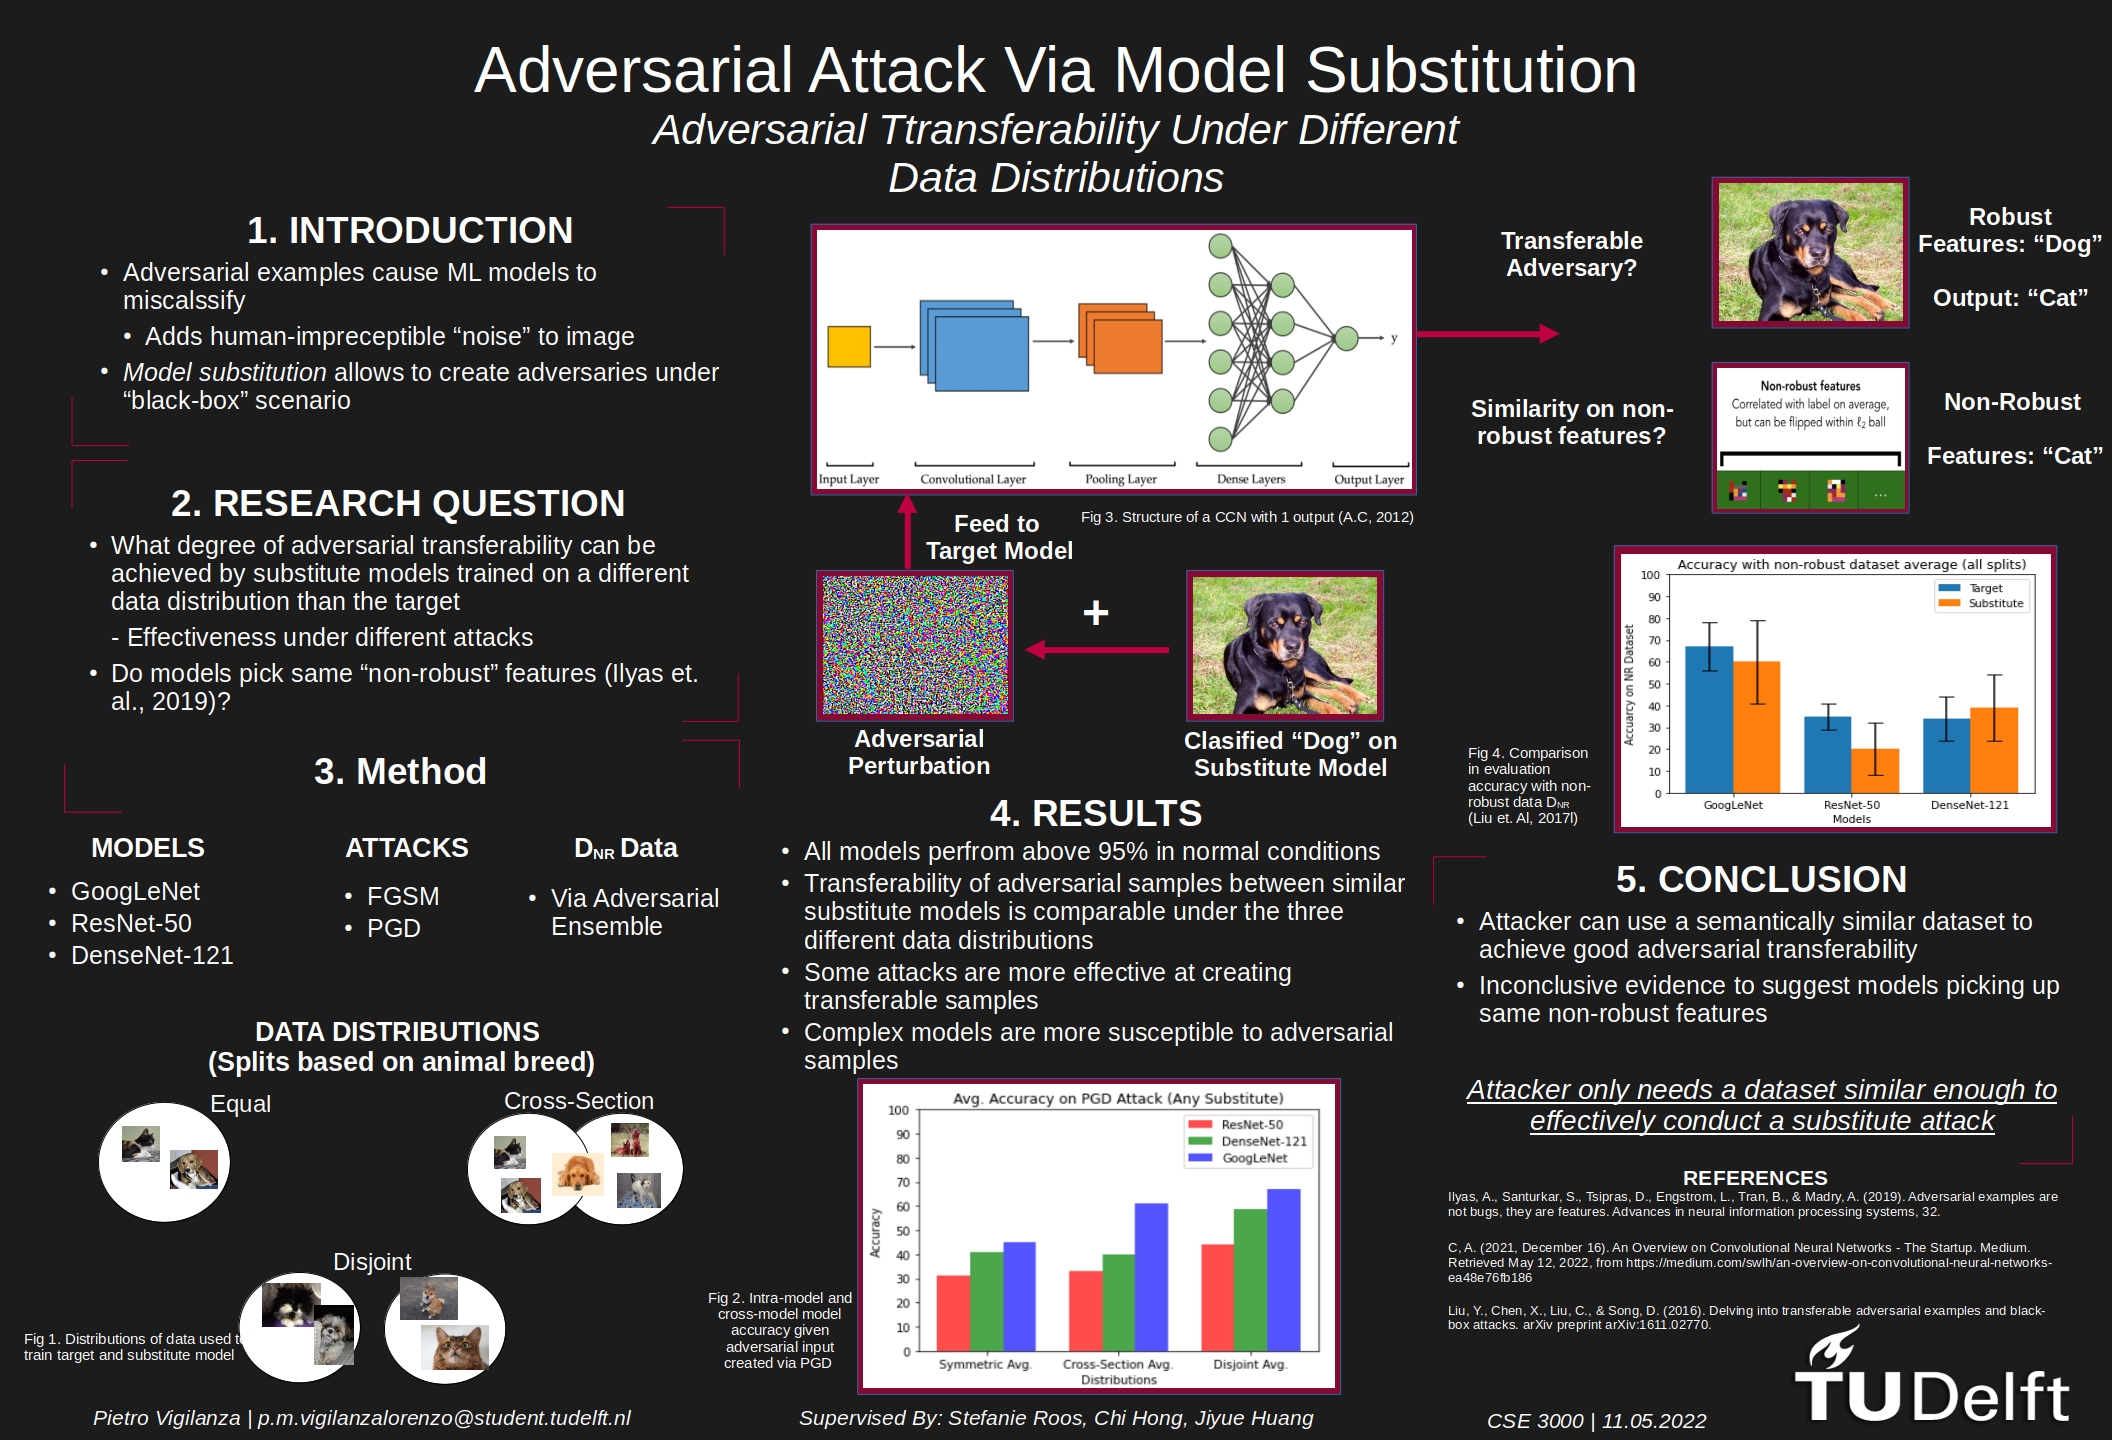 Adversarial Attack Via Model Substitution
Adversarial Ttransferability Under Different
Data Distributions
1. INTRODUCTION
• Adversarial examples cause ML models to
miscalssify
• Adds human-impreceptible “noise” to image
• Model substitution allows to create adversaries under
“black-box” scenario
2. RESEARCH QUESTION
• What degree of adversarial transferability can be
achieved by substitute models trained on a different
data distribution than the target
- Effectiveness under different attacks
• Do models pick same “non-robust” features (Ilyas et.
al., 2019)?
3. Method
MODELS
• GoogLeNet
• ResNet-50
• DenseNet-121
ATTACKS
• FGSM
• PGD
DNR Data
• Via Adversarial
Ensemble
DATA DISTRIBUTIONS
(Splits based on animal breed)
Equal
Cross-Section
Disjoint
Fig 1. Distributions of data used to
train target and substitute model
Input Layer
Convolutional Layer
Pooling Layer
Dense Layers
Output Layer
y
Fig 3. Structure of a CCN with 1 output (A.C, 2012)
Feed to
Target Model
+
Adversarial
Perturbation
Clasified “Dog” on
Substitute Model
Transferable
Adversary?
Similarity on non-
robust features?
Robust
Features: “Dog”
Output: “Cat”
Non-robust features
Correlated with label on average,
but can be flipped within ℓ2 ball
...
Non-Robust
Features: “Cat”
4. RESULTS
• All models perfrom above 95% in normal conditions
• Transferability of adversarial samples between similar
substitute models is comparable under the three
different data distributions
• Some attacks are more effective at creating
transferable samples
• Complex models are more susceptible to adversarial
samples
Avg. Accuracy on PGD Attack (Any Substitute)
100
90
80
70
60
50
40
30
20
10
0
Accuracy
ResNet-50
DenseNet-121
GoogLeNet
Symmetric Avg.
Cross-Section Avg.
Disjoint Avg.
Distributions
Fig 2. Intra-model and
cross-model model
accuracy given
adversarial input
created via PGD
Accuracy with non-robust dataset average (all splits)
100
90
80
70
60
50
40
30
20
10
0
Accuarcy on NR Dataset
Target
Substitute
GoogLeNet
ResNet-50
DenseNet-121
Models
Fig 4. Comparison
in evaluation
accuracy with non-
robust data DNR
(Liu et. Al, 2017l)
5. CONCLUSION
• Attacker can use a semantically similar dataset to
achieve good adversarial transferability
• Inconclusive evidence to suggest models picking up
same non-robust features
Attacker only needs a dataset similar enough to
effectively conduct a substitute attack
REFERENCES
Ilyas, A., Santurkar, S., Tsipras, D., Engstrom, L., Tran, B., & Madry, A. (2019). Adversarial examples are
not bugs, they are features. Advances in neural information processing systems, 32.
C, A. (2021, December 16). An Overview on Convolutional Neural Networks - The Startup. Medium.
Retrieved May 12, 2022, from https://medium.com/swlh/an-overview-on-convolutional-neural-networks-
ea48e76fb186
Liu, Y., Chen, X., Liu, C., & Song, D. (2016). Delving into transferable adversarial examples and black-
box attacks. arXiv preprint arXiv:1611.02770.
TUDelft
Pietro Vigilanza | p.m.vigilanzalorenzo@student.tudelft.nl
Supervised By: Stefanie Roos, Chi Hong, Jiyue Huang
CSE 3000 | 11.05.2022